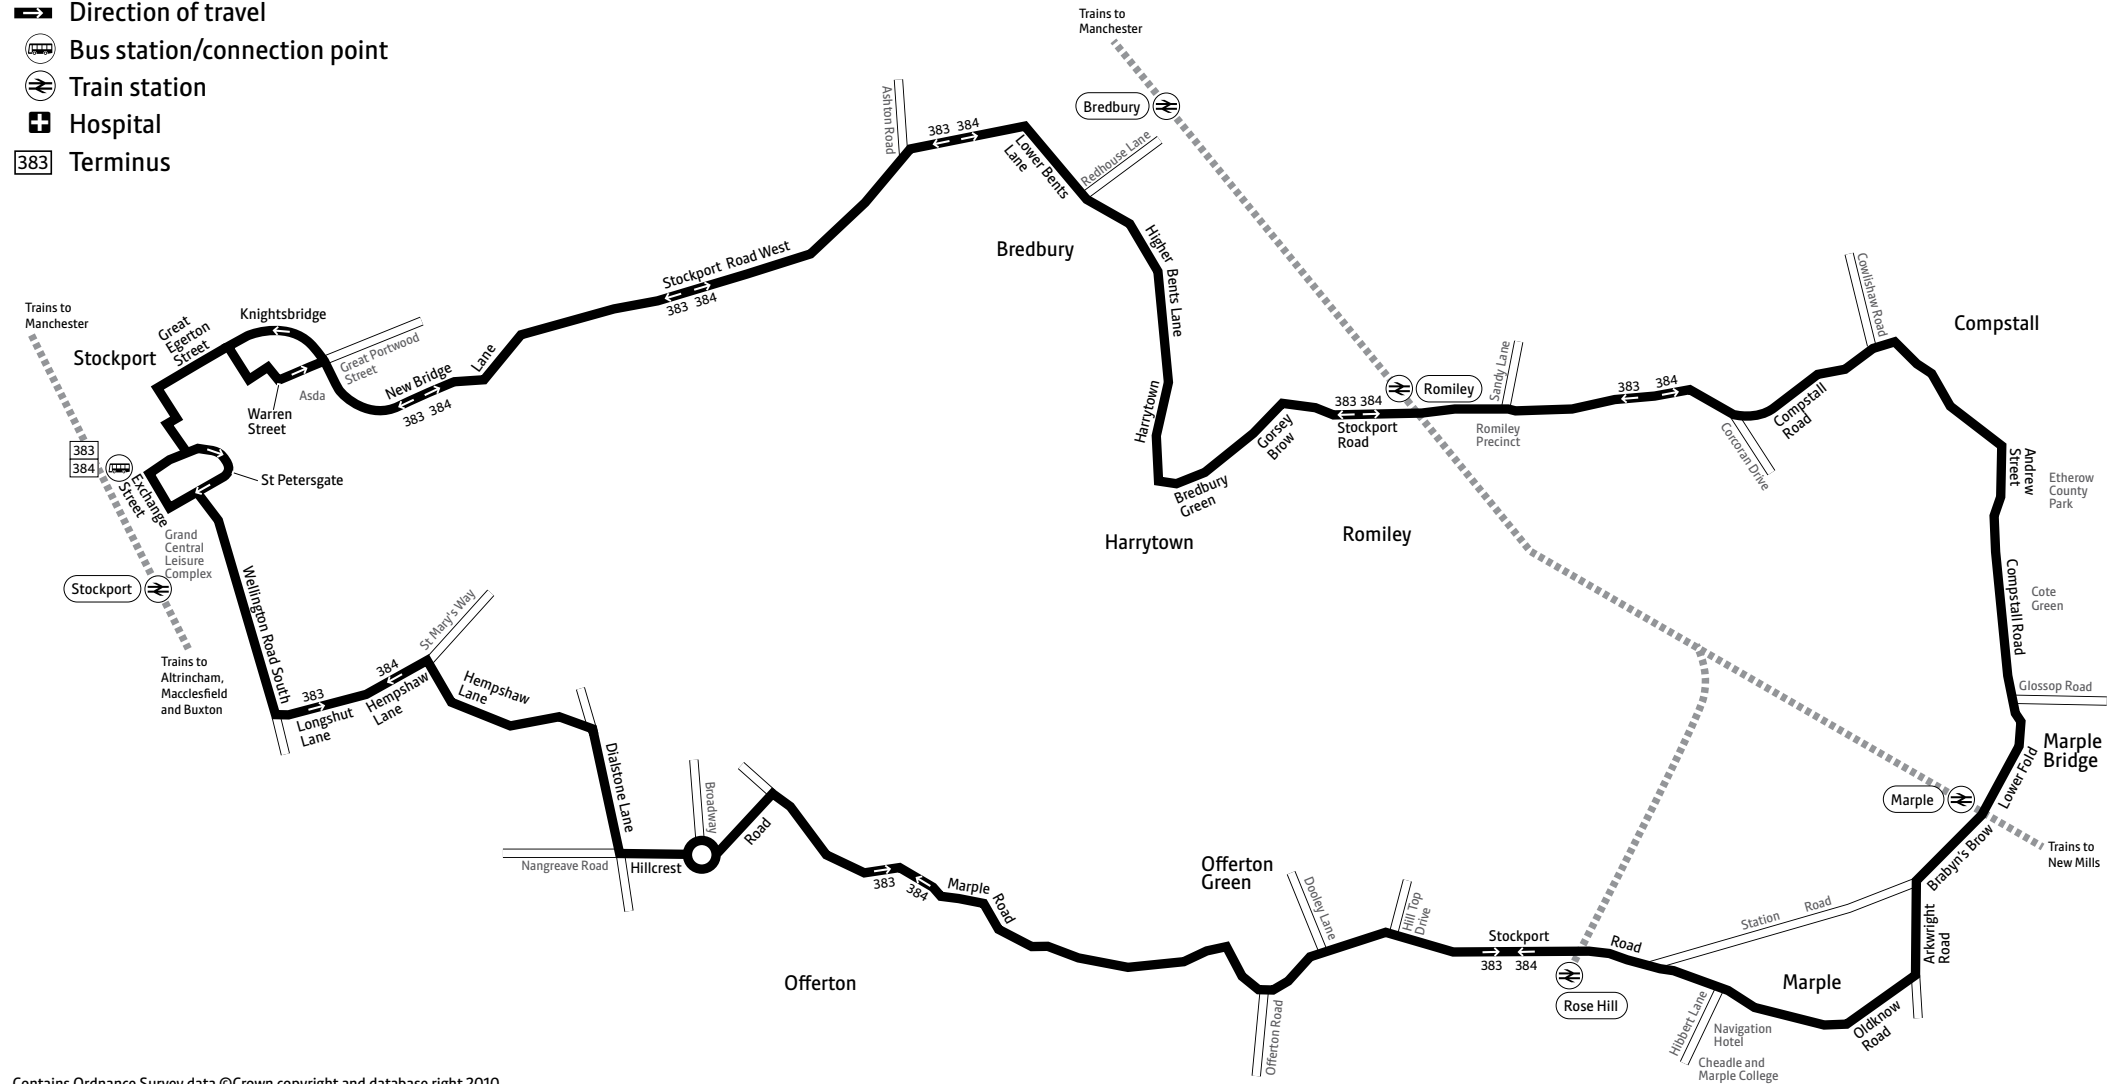 Direction of travel
Bus station/connection point
Train station
Hospital
383 Terminus
Trains to
Manchester
Bredbury
Ashton Road
383 384
Lower Bents
Lane
Redhouse Lane
Bredbury
Higher Bents Lane
Stockport Road West
383 384
Trains to
Manchester
Stockport
Great
Egerton
Street
Knightsbridge
Great Portwood
Street
Asda
Warren
Street
New Bridge Lane
383 384
383
384
Exchange
Street
St Petersgate
Grand
Central
Leisure
Complex
Stockport
Trains to
Altrincham,
Macclesfield
and Buxton
Wellington Road South
383
Longshut
Lane
384
Hempshaw
Lane
St Mary's Way
Hempshaw
Lane
Dialstone Lane
Nangreave Road
Hillcrest
Broadway
Road
383 384
Marple Road
Offerton
Harrytown
Bredbury
Green
Harrytown
Gorsey
Brow
383 384
Stockport
Road
Romiley
Romiley
Sandy Lane
Romiley
Precinct
383 384
Corcoran Drive
Compstall
Road
Cowlishaw Road
Compstall
Andrew
Street
Etherow
County
Park
Compstall Road
Cote
Green
Glossop Road
Marple
Bridge
Lower Fold
Marple
Trains to
New Mills
Brabyn's Brow
Station Road
Arkwright
Road
Offerton
Green
Dooley Lane
Hill Top
Drive
Offerton Road
Stockport Road
383 384
Rose Hill
Marple
Hibbert Lane
Navigation
Hotel
Cheadle and
Marple College
Oldknow
Road
Contains Ordnance Survey data ©Crown copyright and database right 2010